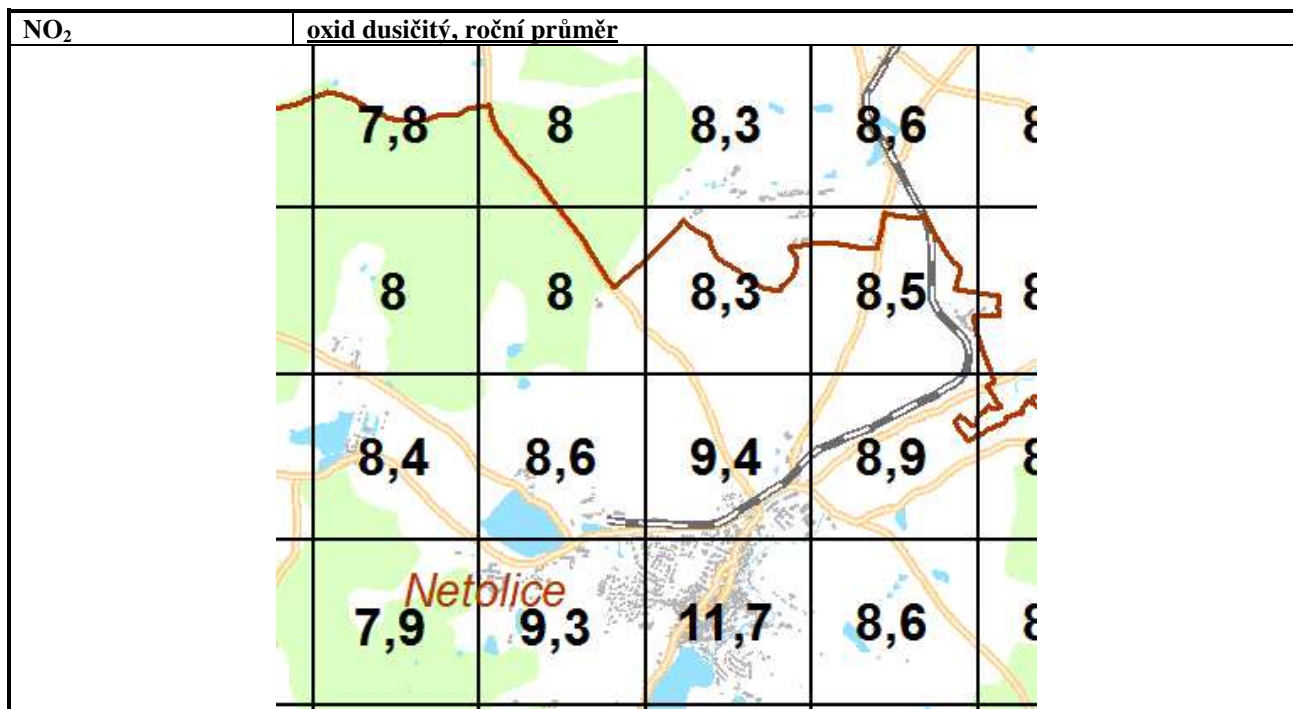 NO₂ oxid dusičitý, roční průměr
7,8 8 8,3 8,6
8 8 8,3 8,5
8,4 8,6 9,4 8,9
Netolice
7,9 9,3 11,7 8,6